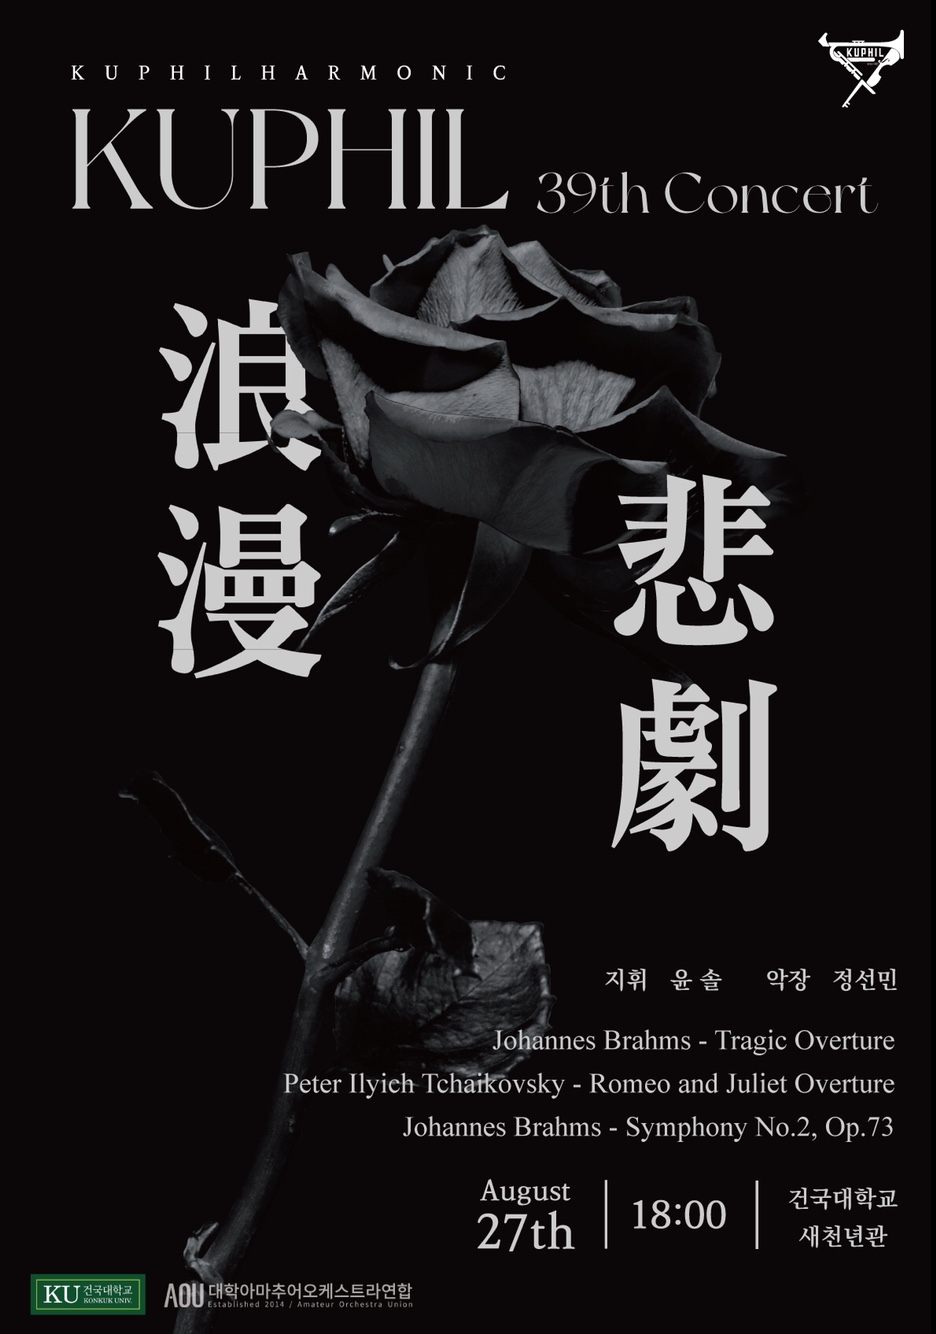 KUPHIL
KUPHILHARMONIC
KUPHIL 39th Concert
浪漫
悲劇
지휘 윤솔 악장 정선민
Johannes Brahms - Tragic Overture
Peter Ilyich Tchaikovsky - Romeo and Juliet Overture
Johannes Brahms - Symphony No.2, Op.73
August
27th
18:00
건국대학교
새천년관
KU 건국대학교
KONKUK UNIV.
AOU 대학아마추어오케스트라연합
Established 2014 / Amateur Orchestra Union